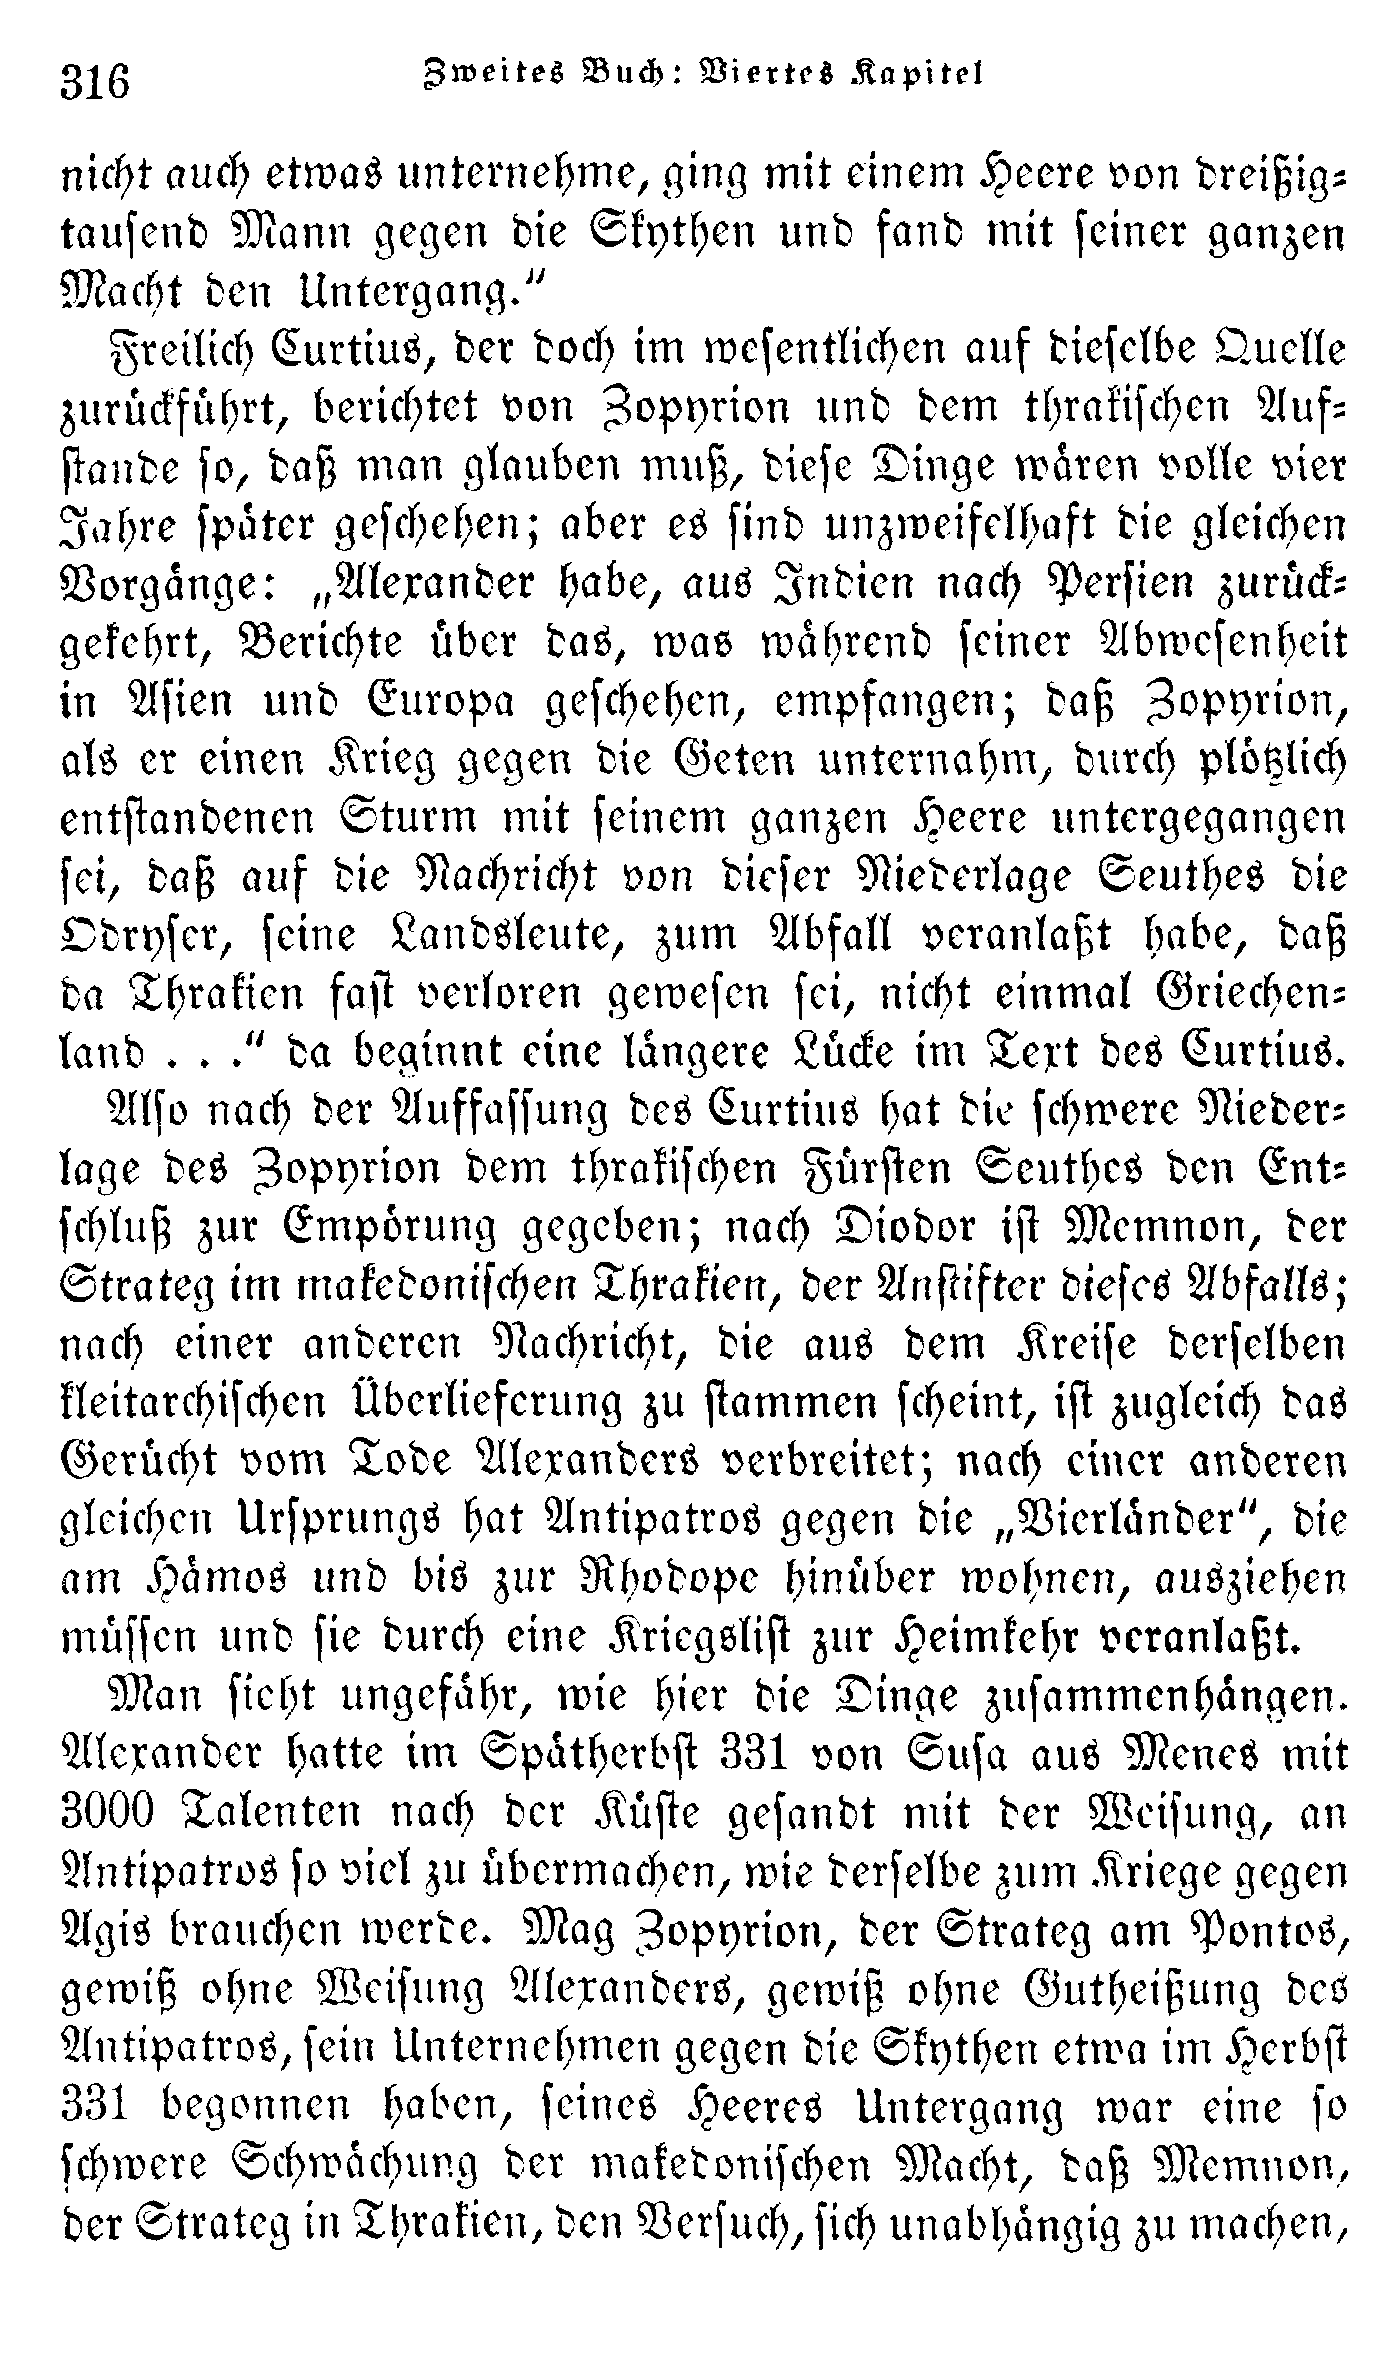 316
Zweites Buch: Viertes Kapitel
nicht auch etwas unternehme, ging mit einem Heere von dreißig-
tausend Mann gegen die Skythen und fand mit seiner ganzen
Macht den Untergang.“
Freilich Curtius, der doch im wesentlichen auf dieselbe Quelle
zurückführt, berichtet von Zopyrion und dem thrakischen Auf-
stande so, daß man glauben muß, diese Dinge wären volle vier
Jahre später geschehen; aber es sind unzweifelhaft die gleichen
Vorgänge: „Alexander habe, aus Indien nach Persien zurück-
gekehrt, Berichte über das, was während seiner Abwesenheit
in Asien und Europa geschehen, empfangen; daß Zopyrion,
als er einen Krieg gegen die Geten unternahm, durch plötzlich
entstandenen Sturm mit seinem ganzen Heere untergegangen
sei, daß auf die Nachricht von dieser Niederlage Seuthes die
Odryser, seine Landsleute, zum Abfall veranlaßt habe, daß
da Thrakien fast verloren gewesen sei, nicht einmal Griechen-
land . . .“ da beginnt eine längere Lücke im Text des Curtius.
Also nach der Auffassung des Curtius hat die schwere Nieder-
lage des Zopyrion dem thrakischen Fürsten Seuthes den Ent-
schluß zur Empörung gegeben; nach Diodor ist Memnon, der
Strateg im makedonischen Thrakien, der Anstifter dieses Abfalls;
nach einer anderen Nachricht, die aus dem Kreise derselben
kleitarchischen Überlieferung zu stammen scheint, ist zugleich das
Gerücht vom Tode Alexanders verbreitet; nach einer anderen
gleichen Ursprungs hat Antipatros gegen die „Vierländer“, die
am Hämos und bis zur Rhodope hinüber wohnen, ausziehen
müssen und sie durch eine Kriegslist zur Heimkehr veranlaßt.
Man sieht ungefähr, wie hier die Dinge zusammenhängen.
Alexander hatte im Spätherbst 331 von Susa aus Menes mit
3000 Talenten nach der Küste gesandt mit der Weisung, an
Antipatros so viel zu übermachen, wie derselbe zum Kriege gegen
Agis brauchen werde. Mag Zopyrion, der Strateg am Pontos,
gewiß ohne Weisung Alexanders, gewiß ohne Gutheißung des
Antipatros, sein Unternehmen gegen die Skythen etwa im Herbst
331 begonnen haben, seines Heeres Untergang war eine so
schwere Schwächung der makedonischen Macht, daß Memnon,
der Strateg in Thrakien, den Versuch, sich unabhängig zu machen,